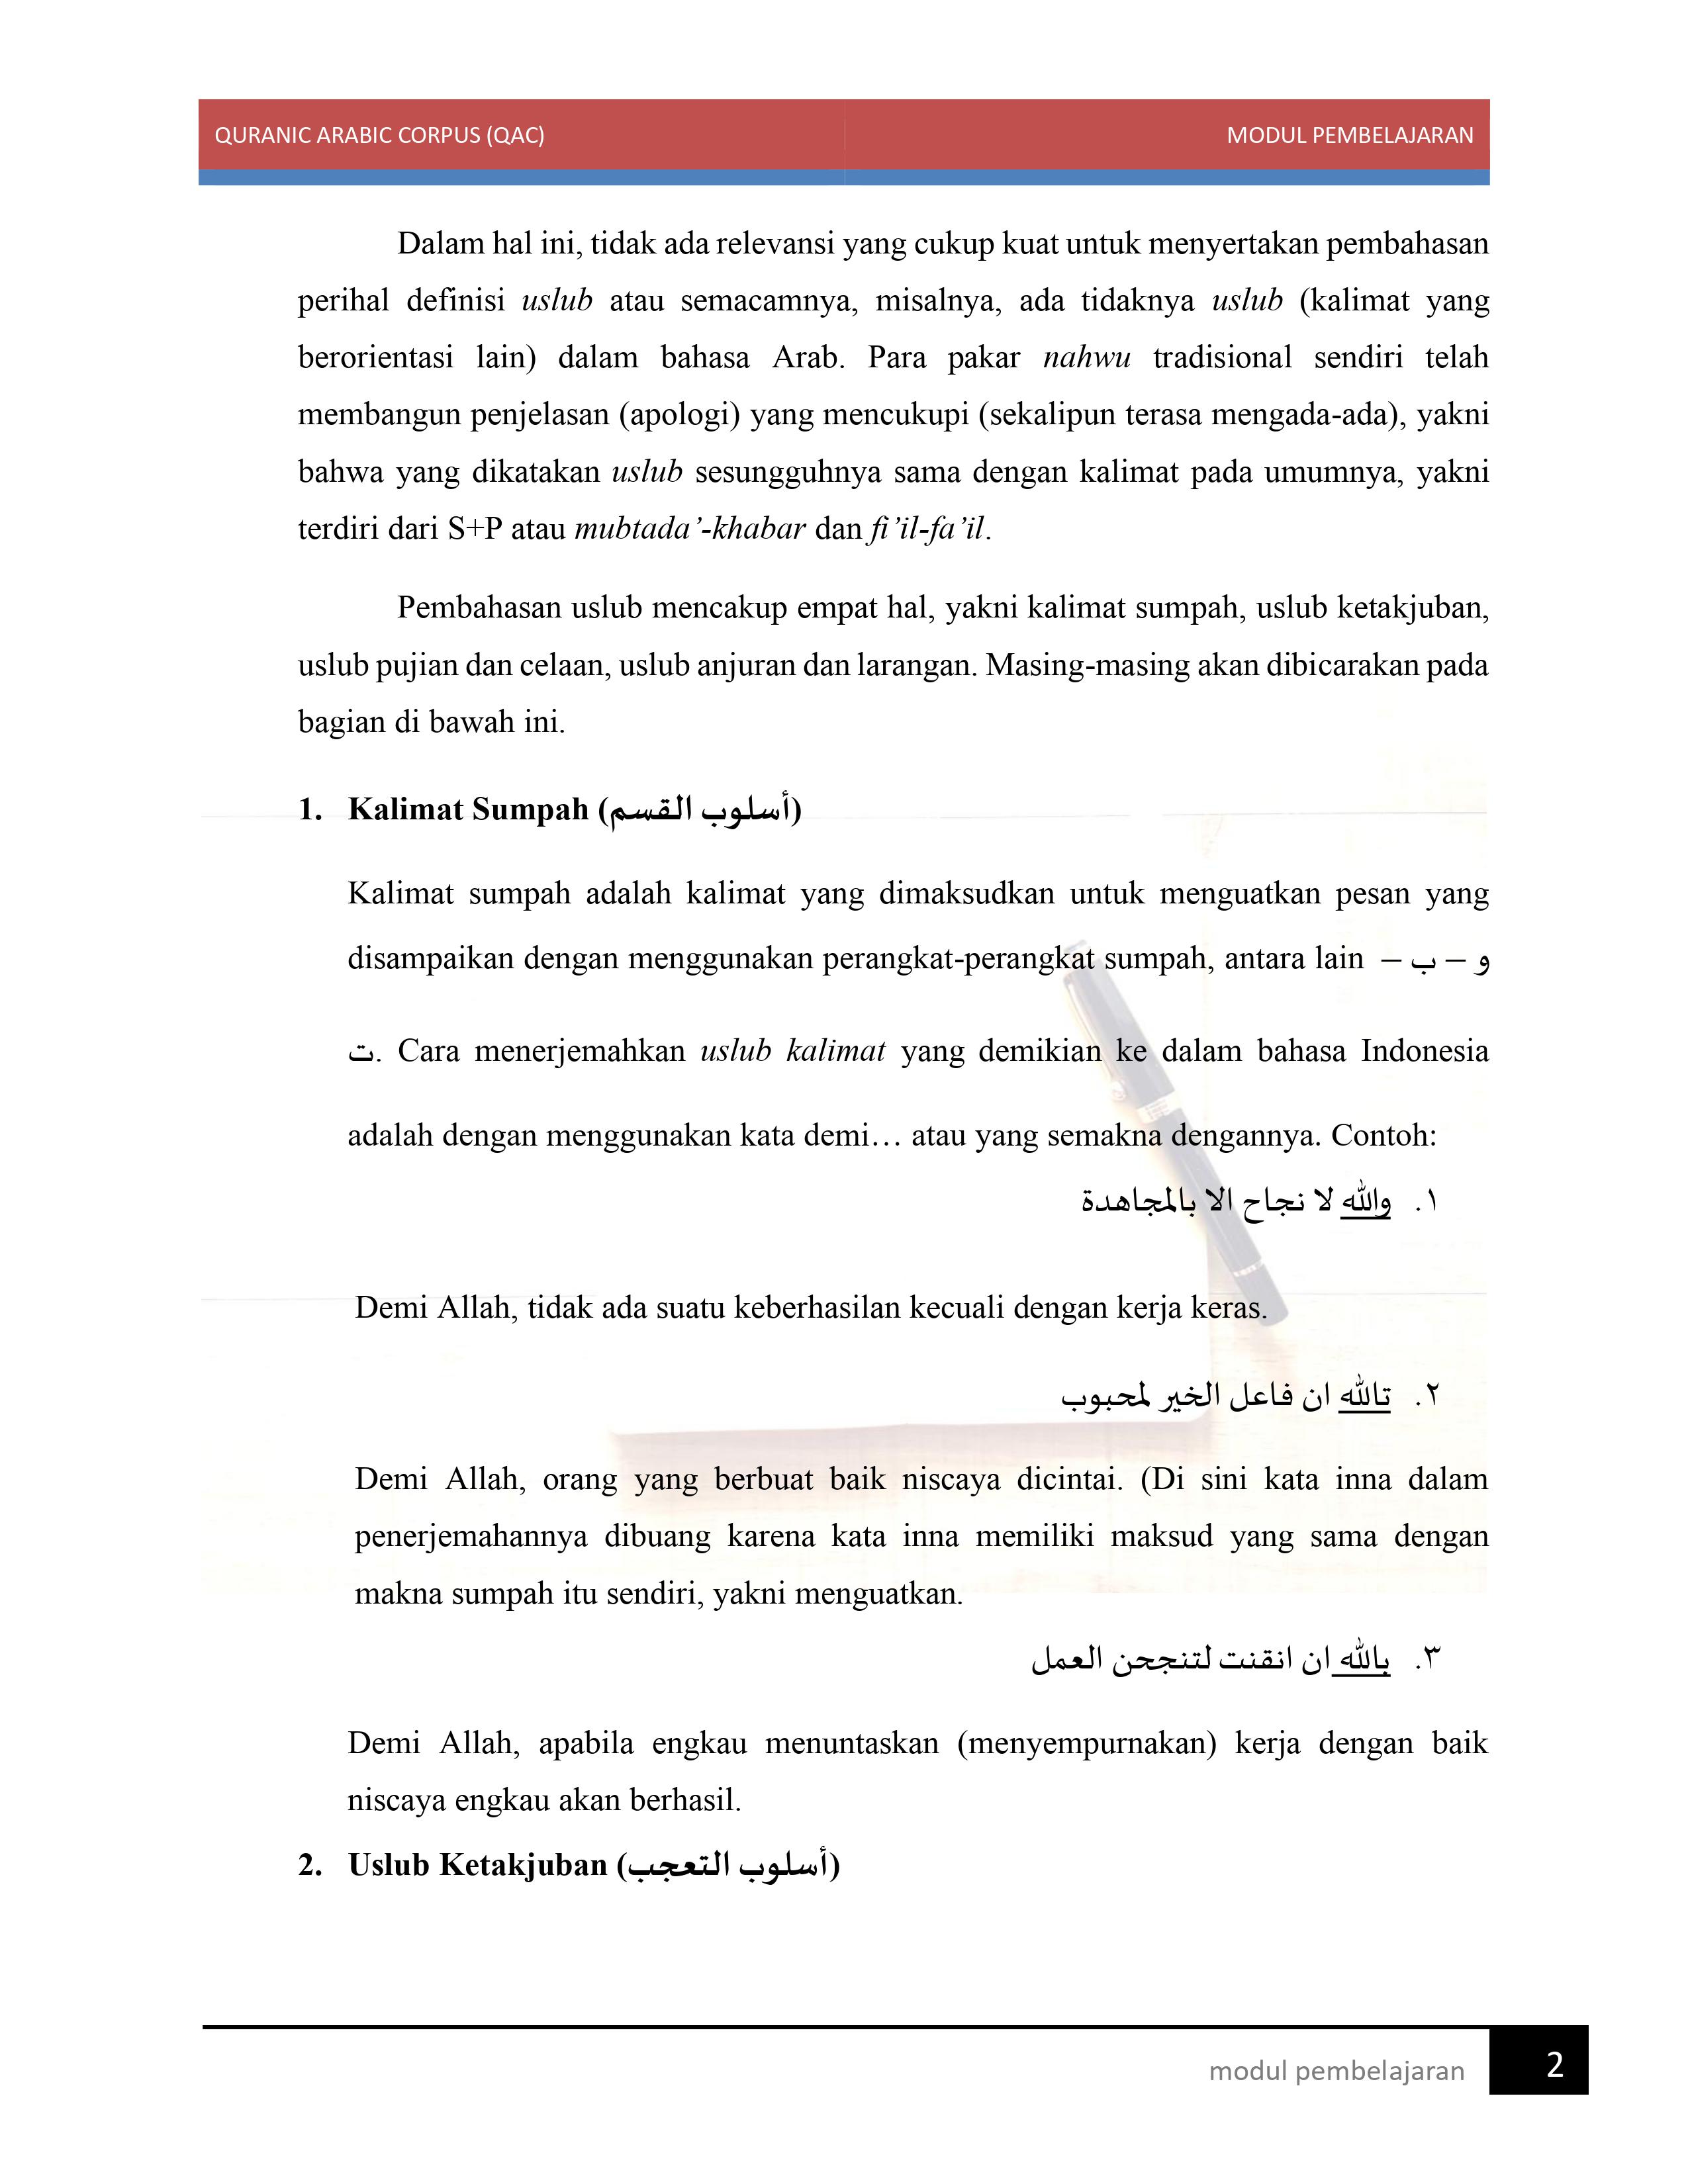 QURANIC ARABIC CORPUS (QAC) MODUL PEMBELAJARAN
Dalam hal ini, tidak ada relevansi yang cukup kuat untuk menyertakan pembahasan
perihal definisi uslub atau semacamnya, misalnya, ada tidaknya uslub (kalimat yang
berorientasi lain) dalam bahasa Arab. Para pakar nahwu tradisional sendiri telah
membangun penjelasan (apologi) yang mencukupi (sekalipun terasa mengada-ada), yakni
bahwa yang dikatakan uslub sesungguhnya sama dengan kalimat pada umumnya, yakni
terdiri dari S+P atau mubtada’-khabar dan fi’il-fa’il.
Pembahasan uslub mencakup empat hal, yakni kalimat sumpah, uslub ketakjuban,
uslub pujian dan celaan, uslub anjuran dan larangan. Masing-masing akan dibicarakan pada
bagian di bawah ini.
1. Kalimat Sumpah (أسلوب القسم)
Kalimat sumpah adalah kalimat yang dimaksudkan untuk menguatkan pesan yang
disampaikan dengan menggunakan perangkat-perangkat sumpah, antara lain و – ب –
ت. Cara menerjemahkan uslub kalimat yang demikian ke dalam bahasa Indonesia
adalah dengan menggunakan kata demi… atau yang semakna dengannya. Contoh:
١. والله لا نجاح الا بالمجاهدة
Demi Allah, tidak ada suatu keberhasilan kecuali dengan kerja keras.
٢. تالله ان فاعل الخير لمحبوب
Demi Allah, orang yang berbuat baik niscaya dicintai. (Di sini kata inna dalam
penerjemahannya dibuang karena kata inna memiliki maksud yang sama dengan
makna sumpah itu sendiri, yakni menguatkan.
٣. بالله ان انقنت لتنجحن العمل
Demi Allah, apabila engkau menuntaskan (menyempurnakan) kerja dengan baik
niscaya engkau akan berhasil.
2. Uslub Ketakjuban (أسلوب التعجب)
modul pembelajaran 2